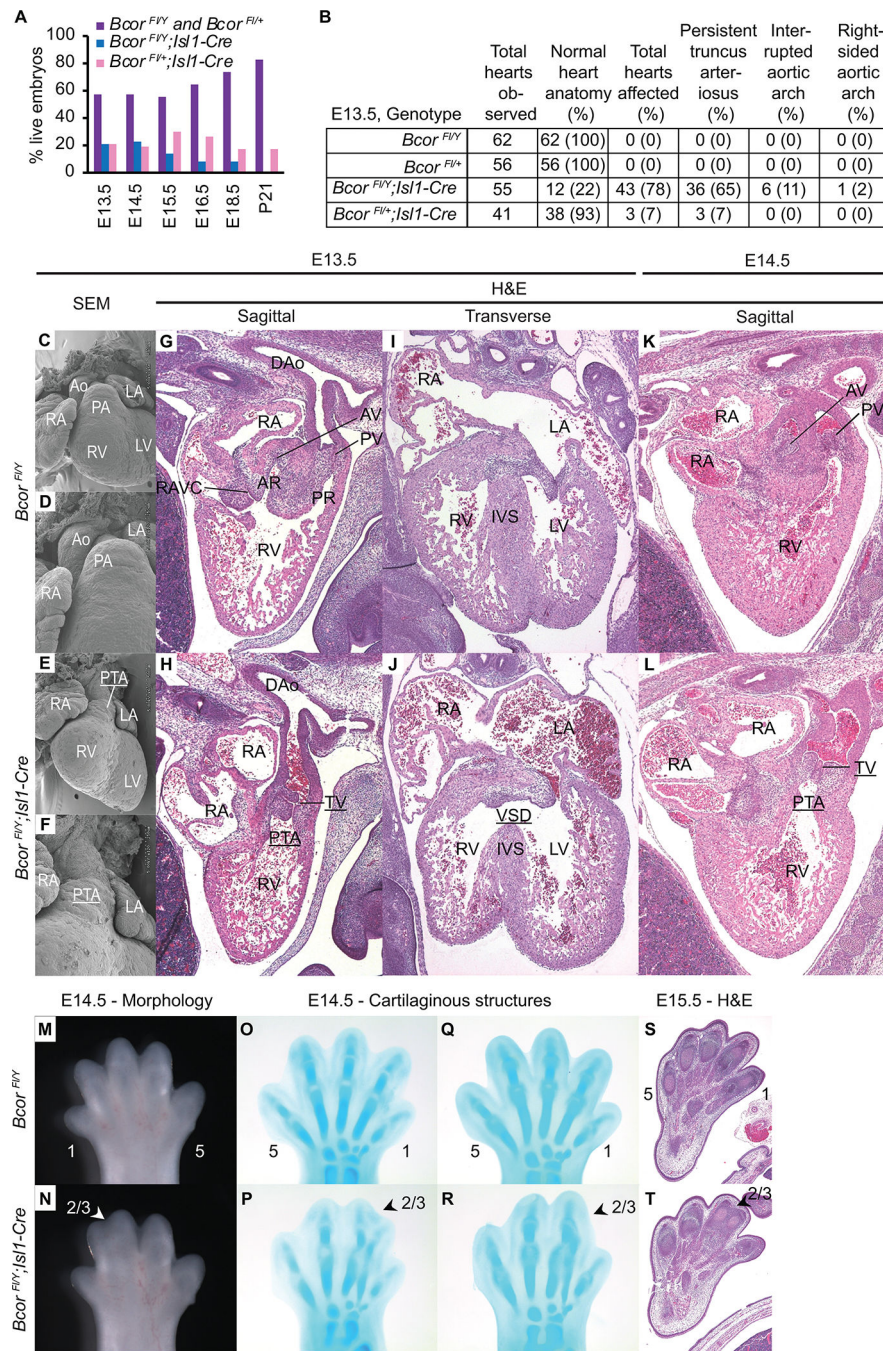 A
Bcor Fl/Y and Bcor Fl/+
Bcor Fl/Y;Isl1-Cre
Bcor Fl/+;Isl1-Cre
% live embryos
100
80
60
40
20
0
E13.5
E14.5
E15.5
E16.5
E18.5
P21
B
E13.5, Genotype
Total hearts ob-served
Normal heart anatomy (%)
Total hearts affected (%)
Persistent truncus arter-iosus (%)
Inter-rupted aortic arch (%)
Right-sided aortic arch (%)
Bcor Fl/Y 62 62 (100) 0 (0) 0 (0) 0 (0) 0 (0)
Bcor Fl/+ 56 56 (100) 0 (0) 0 (0) 0 (0) 0 (0)
Bcor Fl/Y;Isl1-Cre 55 12 (22) 43 (78) 36 (65) 6 (11) 1 (2)
Bcor Fl/+;Isl1-Cre 41 38 (93) 3 (7) 3 (7) 0 (0) 0 (0)
E13.5
E14.5
SEM
H&E
Sagittal
Transverse
Sagittal
Bcor Fl/Y
C
Ao
LA
PA
RA
RV
LV
D
LA
Ao
PA
RA
G
DAo
RA
AV
PV
RAVC
AR
PR
RV
I
RA
LA
RV
IVS
LV
K
AV
RA
PV
RA
RV
Bcor Fl/Y;Isl1-Cre
E
PTA
RA
LA
RV
LV
F
RA
PTA
LA
H
DAo
RA
RA
TV
PTA
RV
J
RA
LA
VSD
RV
IVS
LV
L
RA
RA
TV
PTA
RV
E14.5 - Morphology
E14.5 - Cartilaginous structures
E15.5 - H&E
Bcor Fl/Y
M
1
5
O
5
1
Q
5
1
S
5
1
Bcor Fl/Y;Isl1-Cre
N
2/3
P
2/3
R
2/3
T
2/3